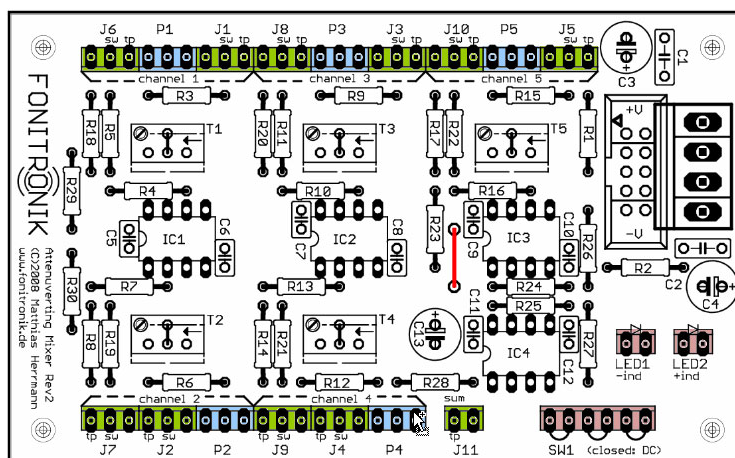 J6 P1 J1 J8 P3 J3 J10 P5 J5
sw tp sw tp sw tp sw tp sw tp sw tp
channel 1 channel 3 channel 5
C3 C1
R3 R9 R15
+V
R18 R5 T1 R20 R11 T3 R17 R22 T5 R1
FONITRONIK
R29 R4 R10 R16
C5 IC1 C6 C7 IC2 C8 R23 C9 IC3 C10 R26
-V
R2 C2 C4
R30 R7 R13 R24
R25
Attenuverting Mixer Rev2
(C)2008 Matthias Herrmann
www.fonitronik.de
R8 R19 T2 R14 R21 T4 C13 C11 IC4 C12 R27
LED1 LED2
-ind +ind
R6 R12 R28
channel 2 channel 4 sum
tp sw tp sw tp sw tp sw tp
J7 J2 P2 J9 J4 P4 J11 SW1 (closed: DC)